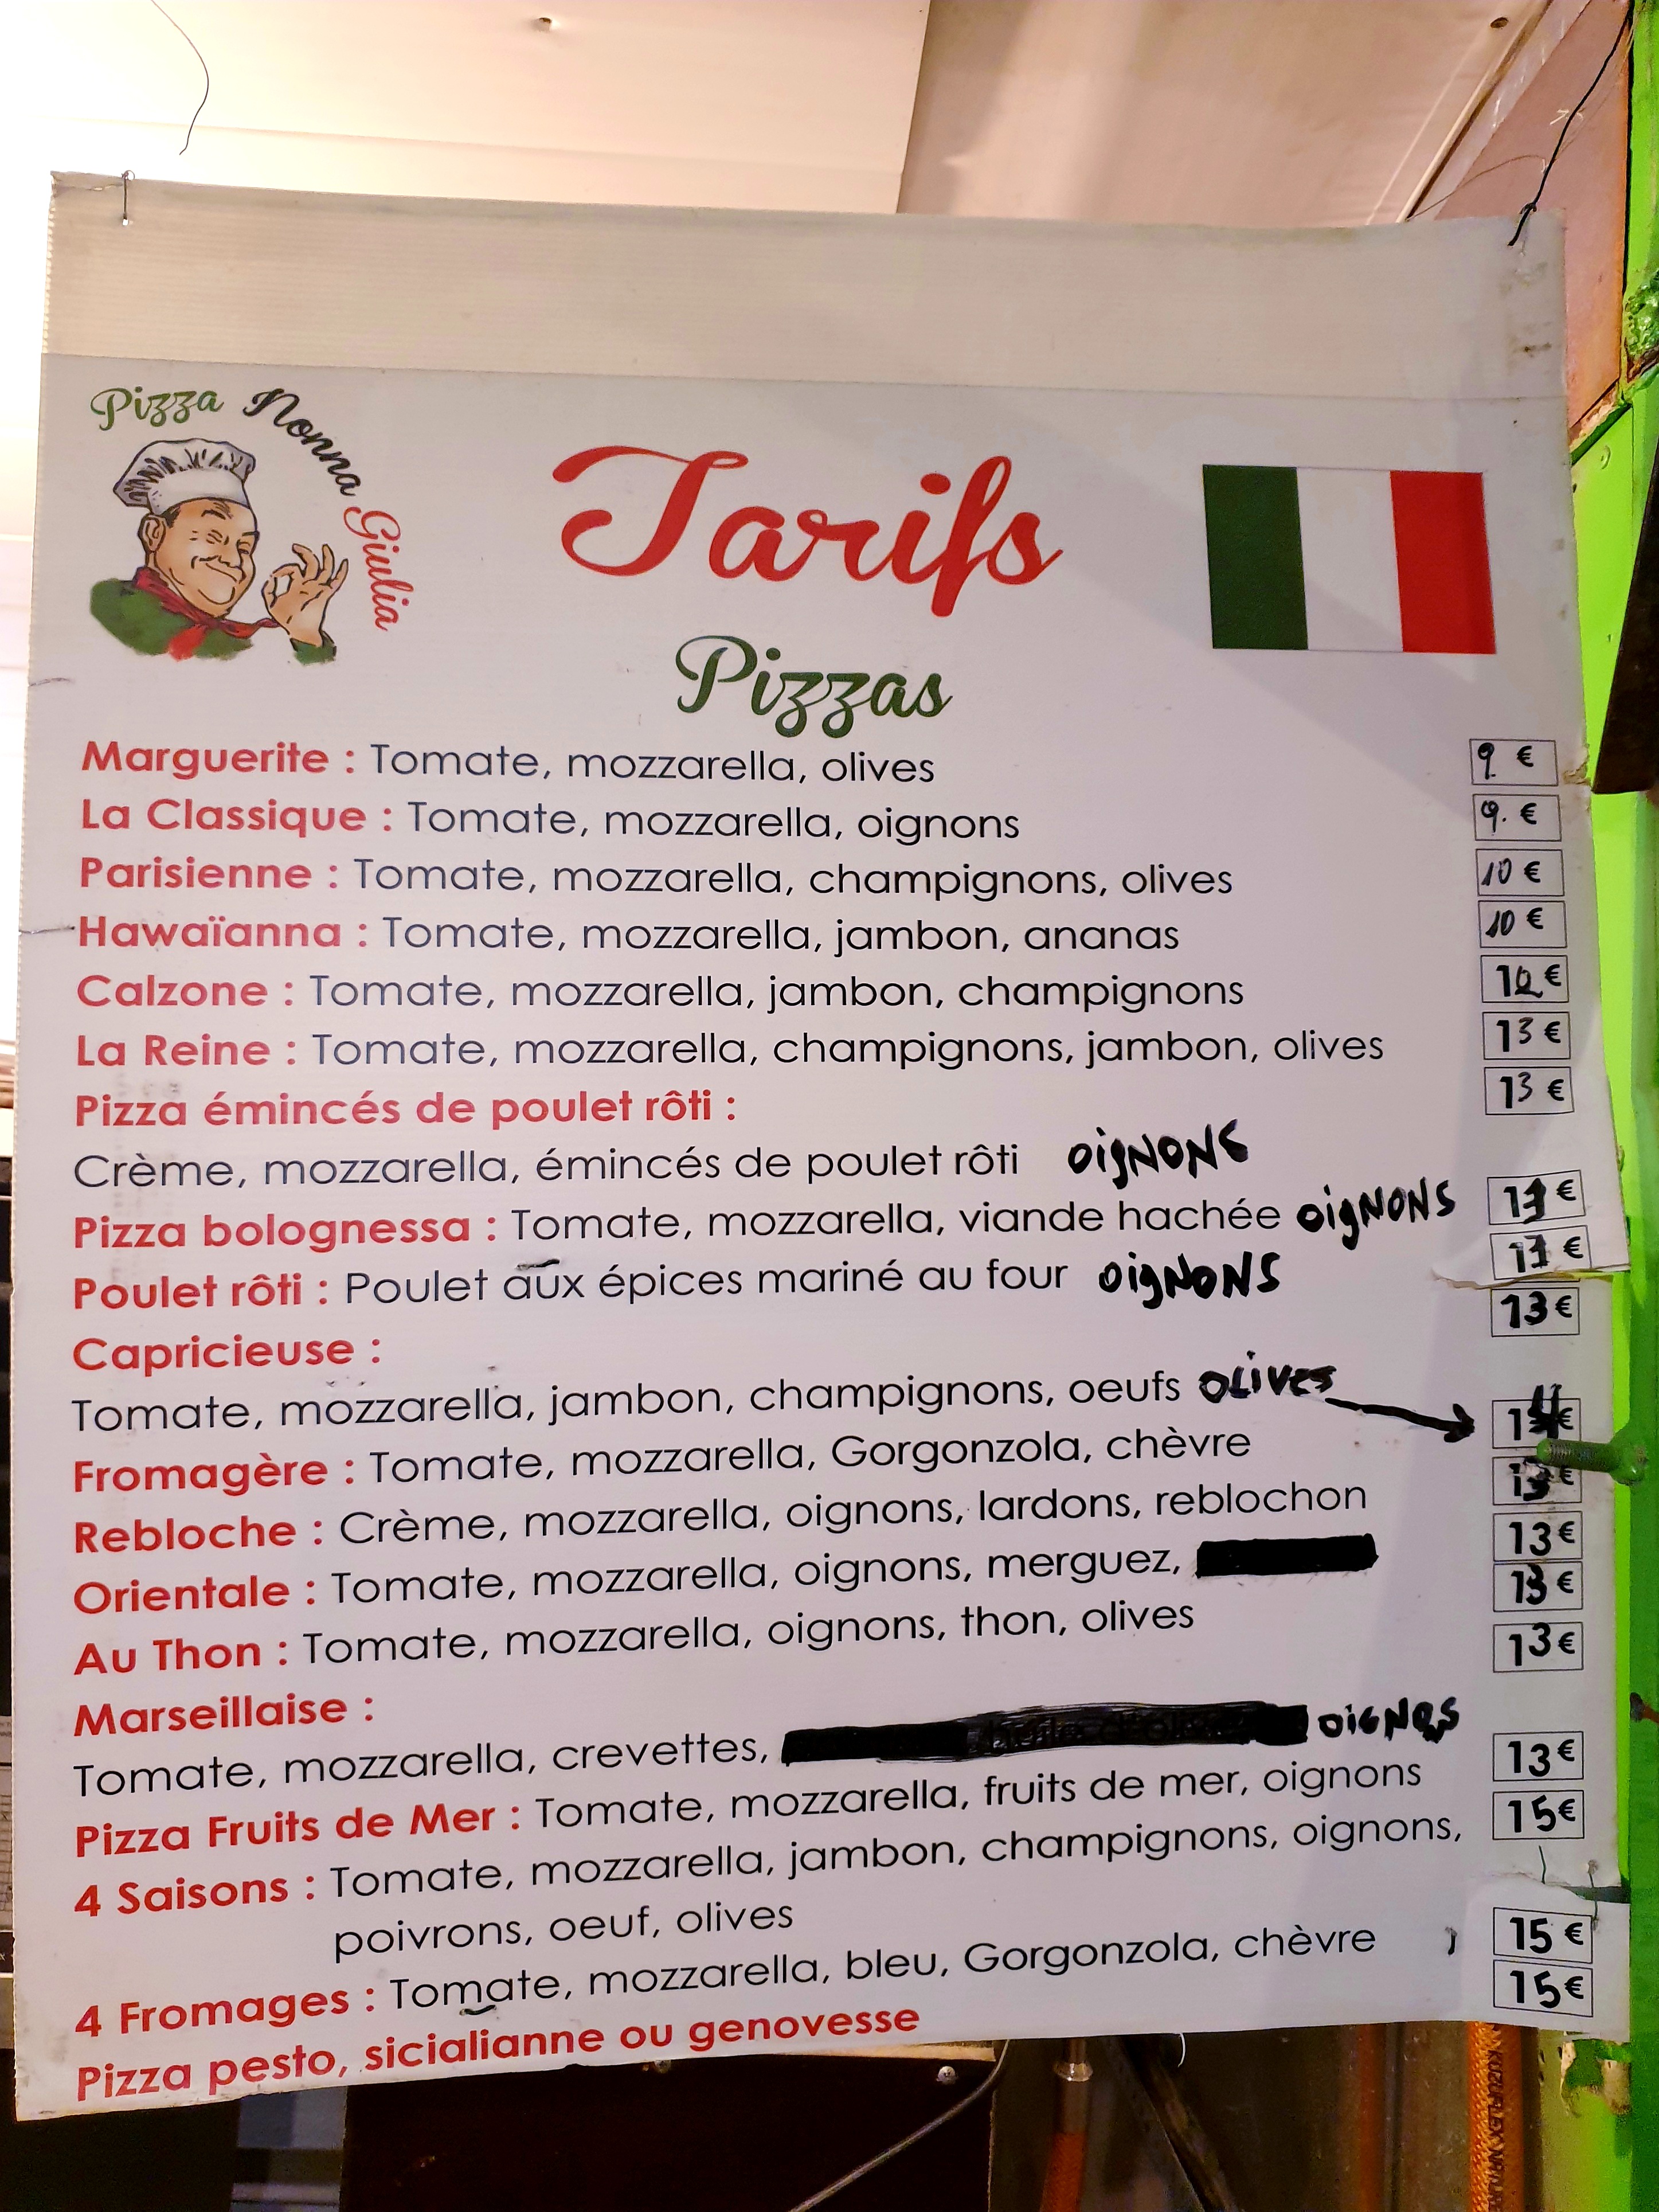 Pizza Nonna Giulia
Tarifs
Pizzas
Marguerite : Tomate, mozzarella, olives 9 €
La Classique : Tomate, mozzarella, oignons 9. €
Parisienne : Tomate, mozzarella, champignons, olives 10 €
Hawaïanna : Tomate, mozzarella, jambon, ananas 10 €
Calzone : Tomate, mozzarella, jambon, champignons 12 €
La Reine : Tomate, mozzarella, champignons, jambon, olives 13 €
Pizza émincés de poulet rôti : 13 €
Crème, mozzarella, émincés de poulet rôti oigNONS
Pizza bolognessa : Tomate, mozzarella, viande hachée oigNONS €
Poulet rôti : Poulet aux épices mariné au four oigNONS €
Capricieuse : 13 €
Tomate, mozzarella, jambon, champignons, oeufs OLiVES
Fromagère : Tomate, mozzarella, Gorgonzola, chèvre 14 €
Rebloche : Crème, mozzarella, oignons, lardons, reblochon 13 €
Orientale : Tomate, mozzarella, oignons, merguez, 13 €
Au Thon : Tomate, mozzarella, oignons, thon, olives 13 €
Marseillaise : 13 €
Tomate, mozzarella, crevettes, oigNOS
Pizza Fruits de Mer : Tomate, mozzarella, fruits de mer, oignons 13 €
4 Saisons : Tomate, mozzarella, jambon, champignons, oignons, 15 €
poivrons, oeuf, olives
4 Fromages : Tomate, mozzarella, bleu, Gorgonzola, chèvre 15 €
Pizza pesto, sicialianne ou genovesse 15 €